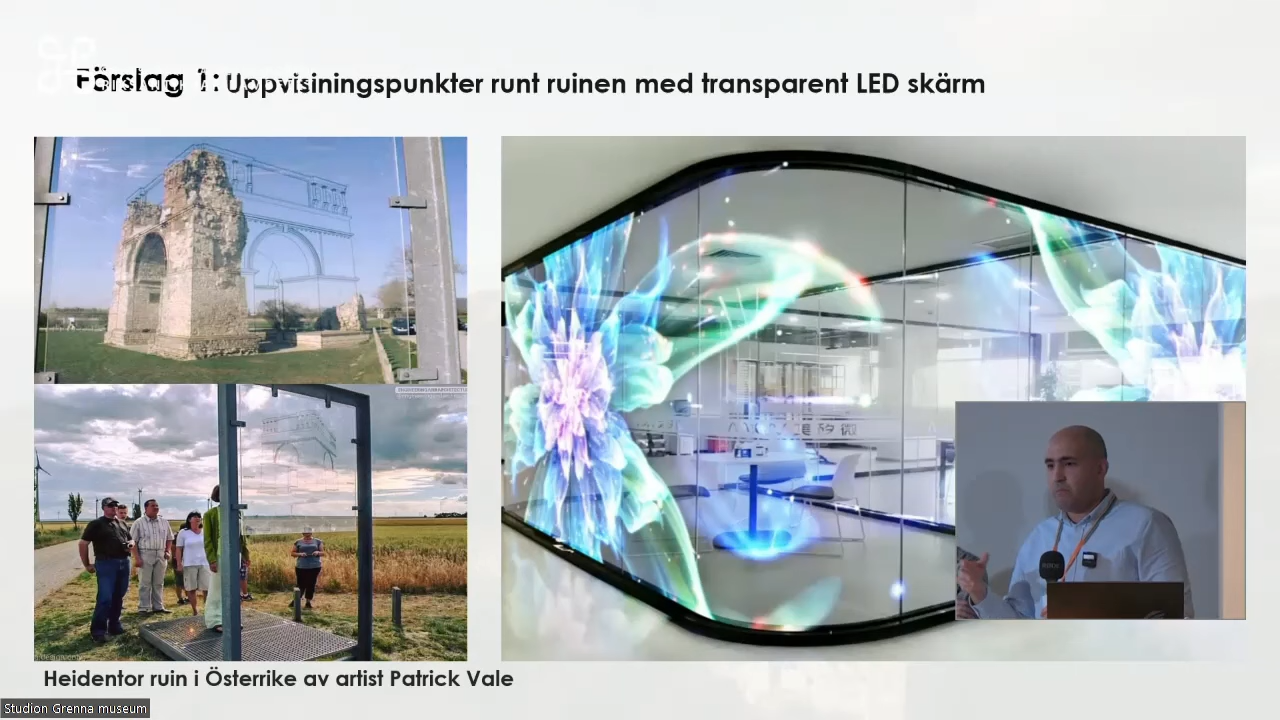 Förslag 1: Uppvisiningspunkter runt ruinen med transparent LED skärm
Heidentor ruin i Österrike av artist Patrick Vale
Studion Grenna museum